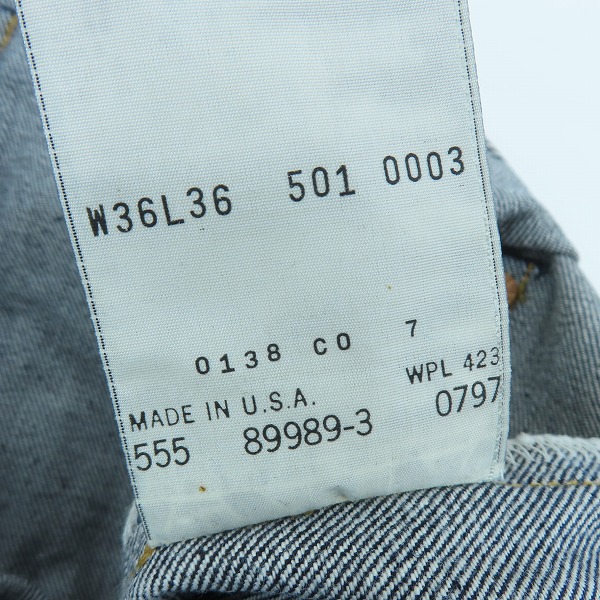 W36L36 501 0003
0138 CO 7
MADE IN U.S.A. WPL 423
555 89989-3 0797